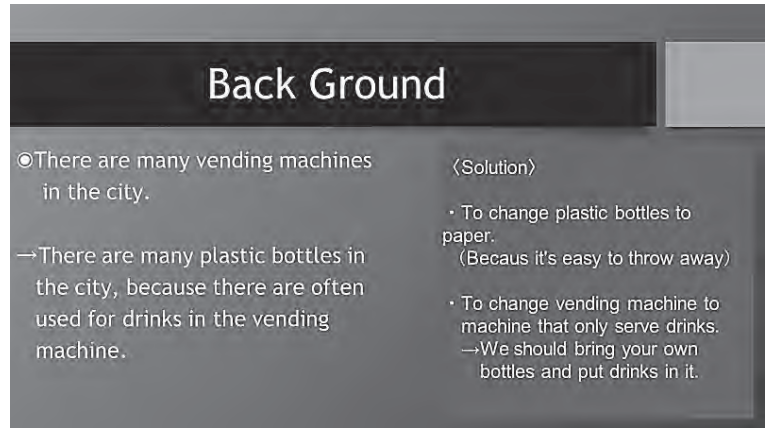 Back Ground
◉There are many vending machines
in the city.
→There are many plastic bottles in
the city, because there are often
used for drinks in the vending
machine.
〈Solution〉
・To change plastic bottles to
paper.
（Becaus it's easy to throw away）
・To change vending machine to
machine that only serve drinks.
→We should bring your own
bottles and put drinks in it.